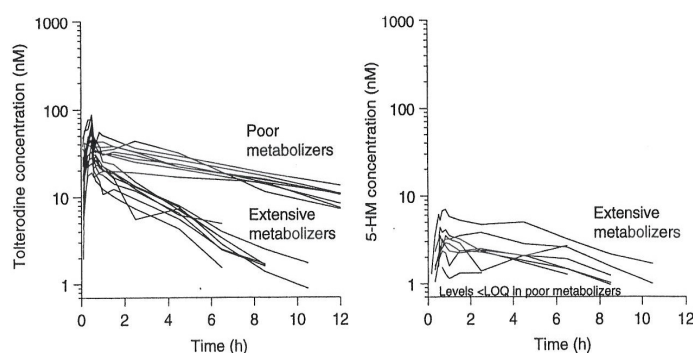 1000
100
10
1
Tolterodine concentration (nM)
Poor
metabolizers
Extensive
metabolizers
0 2 4 6 8 10 12
Time (h)
1000
100
10
1
5-HM concentration (nM)
Extensive
metabolizers
Levels <LOQ in poor metabolizers
0 2 4 6 8 10 12
Time (h)